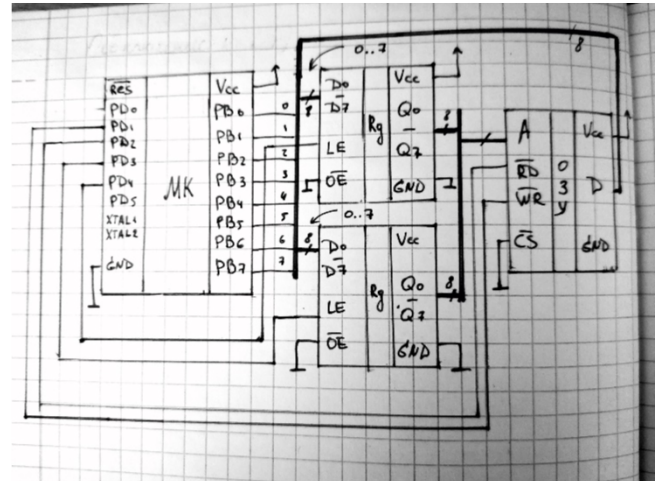 0..7
8
Res
Vcc
PD0
PD1
PD2
PD3
PD4
PD5
XTAL1
XTAL2
GND
МК
PB0
PB1
PB2
PB3
PB4
PB5
PB6
PB7
0
1
2
3
4
5
6
7
8
D0
D7
LE
OE
Rg
Vcc
Q0
Q7
GND
8
A
RD
WR
CS
ОЗУ
Vcc
D
GND
0..7
8
D0
D7
LE
OE
Rg
Vcc
Q0
Q7
GND
8